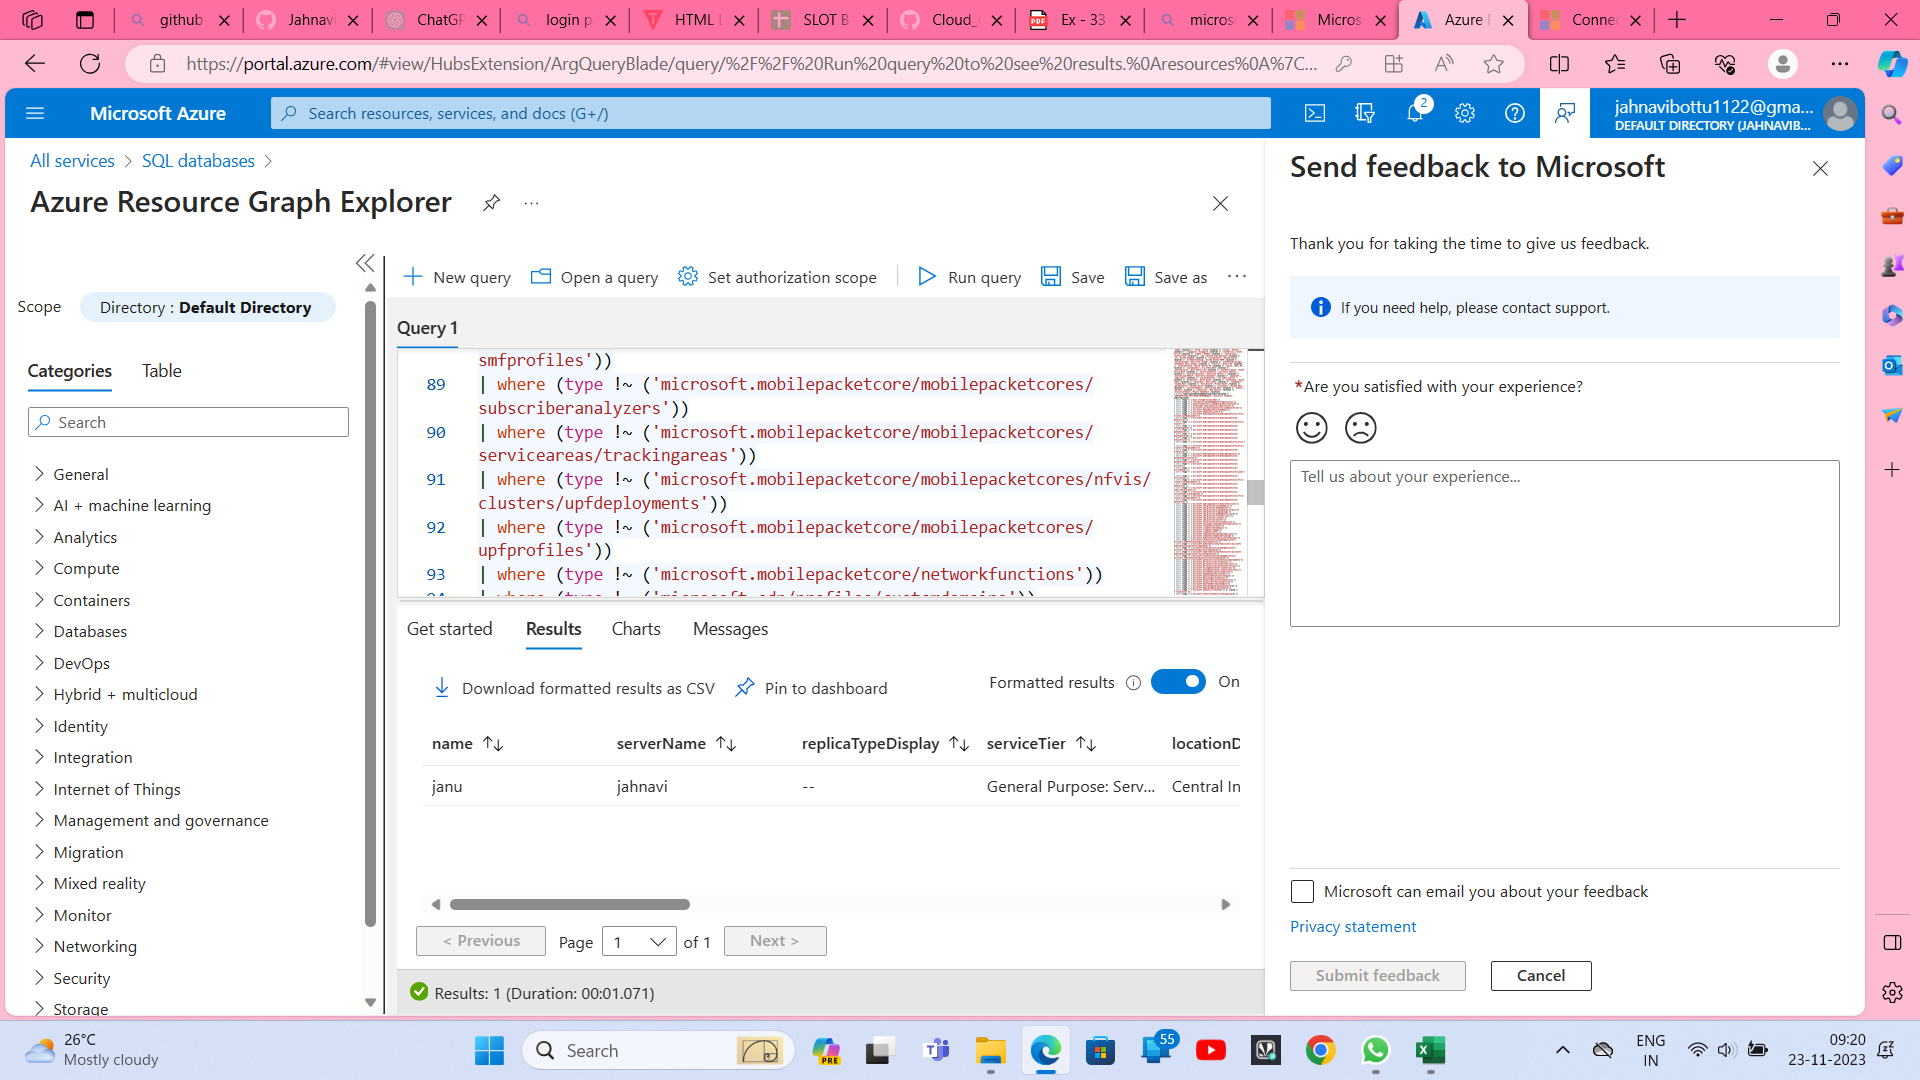 github
Jahnavi
ChatGP
login p
HTML L
SLOT B
Cloud_
Ex - 33
micros
Micros
Azure
Conne
https://portal.azure.com/#view/HubsExtension/ArgQueryBlade/query/%2F%2F%20Run%20query%20to%20see%20results.%0Aresources%0A%7C...
Microsoft Azure
Search resources, services, and docs (G+/)
2
jahnavibottu1122@gma...
DEFAULT DIRECTORY (JAHNAVIB...
All services > SQL databases >
Azure Resource Graph Explorer
Scope
Directory : Default Directory
Categories
Table
Search
General
AI + machine learning
Analytics
Compute
Containers
Databases
DevOps
Hybrid + multicloud
Identity
Integration
Internet of Things
Management and governance
Migration
Mixed reality
Monitor
Networking
Security
Storage
New query
Open a query
Set authorization scope
Run query
Save
Save as
Query 1
smfprofiles'))
89 | where (type !~ ('microsoft.mobilepacketcore/mobilepacketcores/
subscriberanalyzers'))
90 | where (type !~ ('microsoft.mobilepacketcore/mobilepacketcores/
serviceareas/trackingareas'))
91 | where (type !~ ('microsoft.mobilepacketcore/mobilepacketcores/nfvis/
clusters/upfdeployments'))
92 | where (type !~ ('microsoft.mobilepacketcore/mobilepacketcores/
upfprofiles'))
93 | where (type !~ ('microsoft.mobilepacketcore/networkfunctions'))
94 | where (type !~ ('microsoft.cdn/profiles/customdomains'))
Get started
Results
Charts
Messages
Download formatted results as CSV
Pin to dashboard
Formatted results
On
name serverName replicaTypeDisplay serviceTier locationD
janu jahnavi -- General Purpose: Serv... Central In
< Previous
Page 1 of 1
Next >
Results: 1 (Duration: 00:01.071)
Send feedback to Microsoft
Thank you for taking the time to give us feedback.
If you need help, please contact support.
*Are you satisfied with your experience?
Tell us about your experience...
Microsoft can email you about your feedback
Privacy statement
Submit feedback
Cancel
26°C
Mostly cloudy
Search
PRE
55
ENG
IN
09:20
23-11-2023